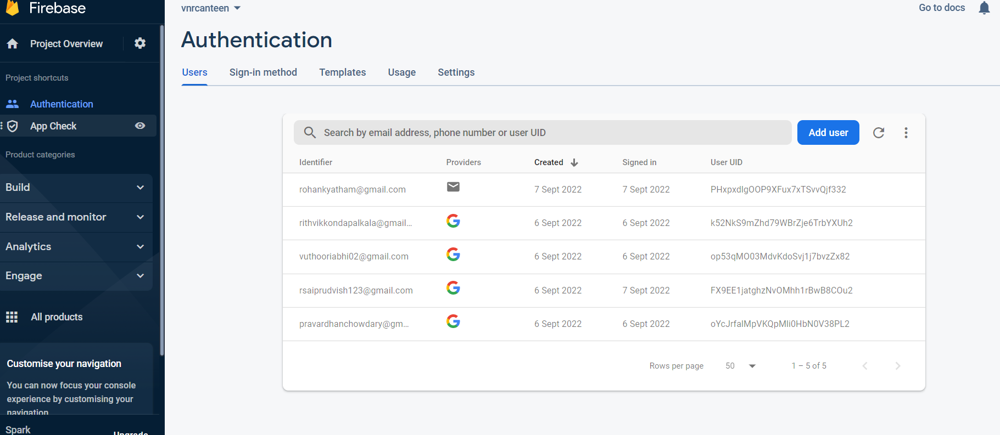 Firebase
Project Overview
Project shortcuts
Authentication
App Check
Product categories
Build
Release and monitor
Analytics
Engage
All products
Customise your navigation
You can now focus your console
experience by customising your
navigation
Spark
Upgrade
vnrcanteen
Go to docs
Authentication
Users Sign-in method Templates Usage Settings
Search by email address, phone number or user UID
Add user
Identifier Providers Created Signed in User UID
rohankyatham@gmail.com 7 Sept 2022 7 Sept 2022 PHxpxdIgOOP9XFux7xTSvvQjf332
rithvikkondapalkala@gmail... 6 Sept 2022 6 Sept 2022 k52NkS9mZhd79WBrZje6TrbYXUh2
vuthooriabhi02@gmail.com 6 Sept 2022 6 Sept 2022 op53qMO03MdvKdoSvj1j7bvzZx82
rsaiprudvish123@gmail.com 6 Sept 2022 7 Sept 2022 FX9EE1jatghzNvOMhh1rBwB8COu2
pravardhanchowdary@gm... 6 Sept 2022 6 Sept 2022 oYcJrfaIMpVKQpMli0HbN0V38PL2
Rows per page 50 1 – 5 of 5